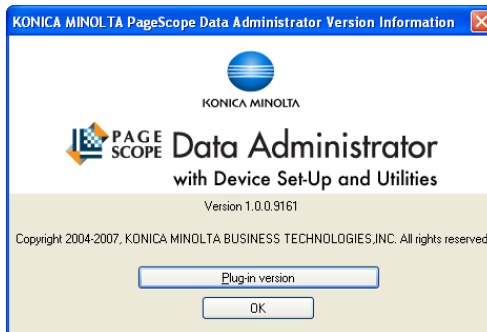 KONICA MINOLTA PageScope Data Administrator Version Information
KONICA MINOLTA
PAGE SCOPE Data Administrator
with Device Set-Up and Utilities
Version 1.0.0.9161
Copyright 2004-2007, KONICA MINOLTA BUSINESS TECHNOLOGIES,INC. All rights reserved
Plug-in version
OK